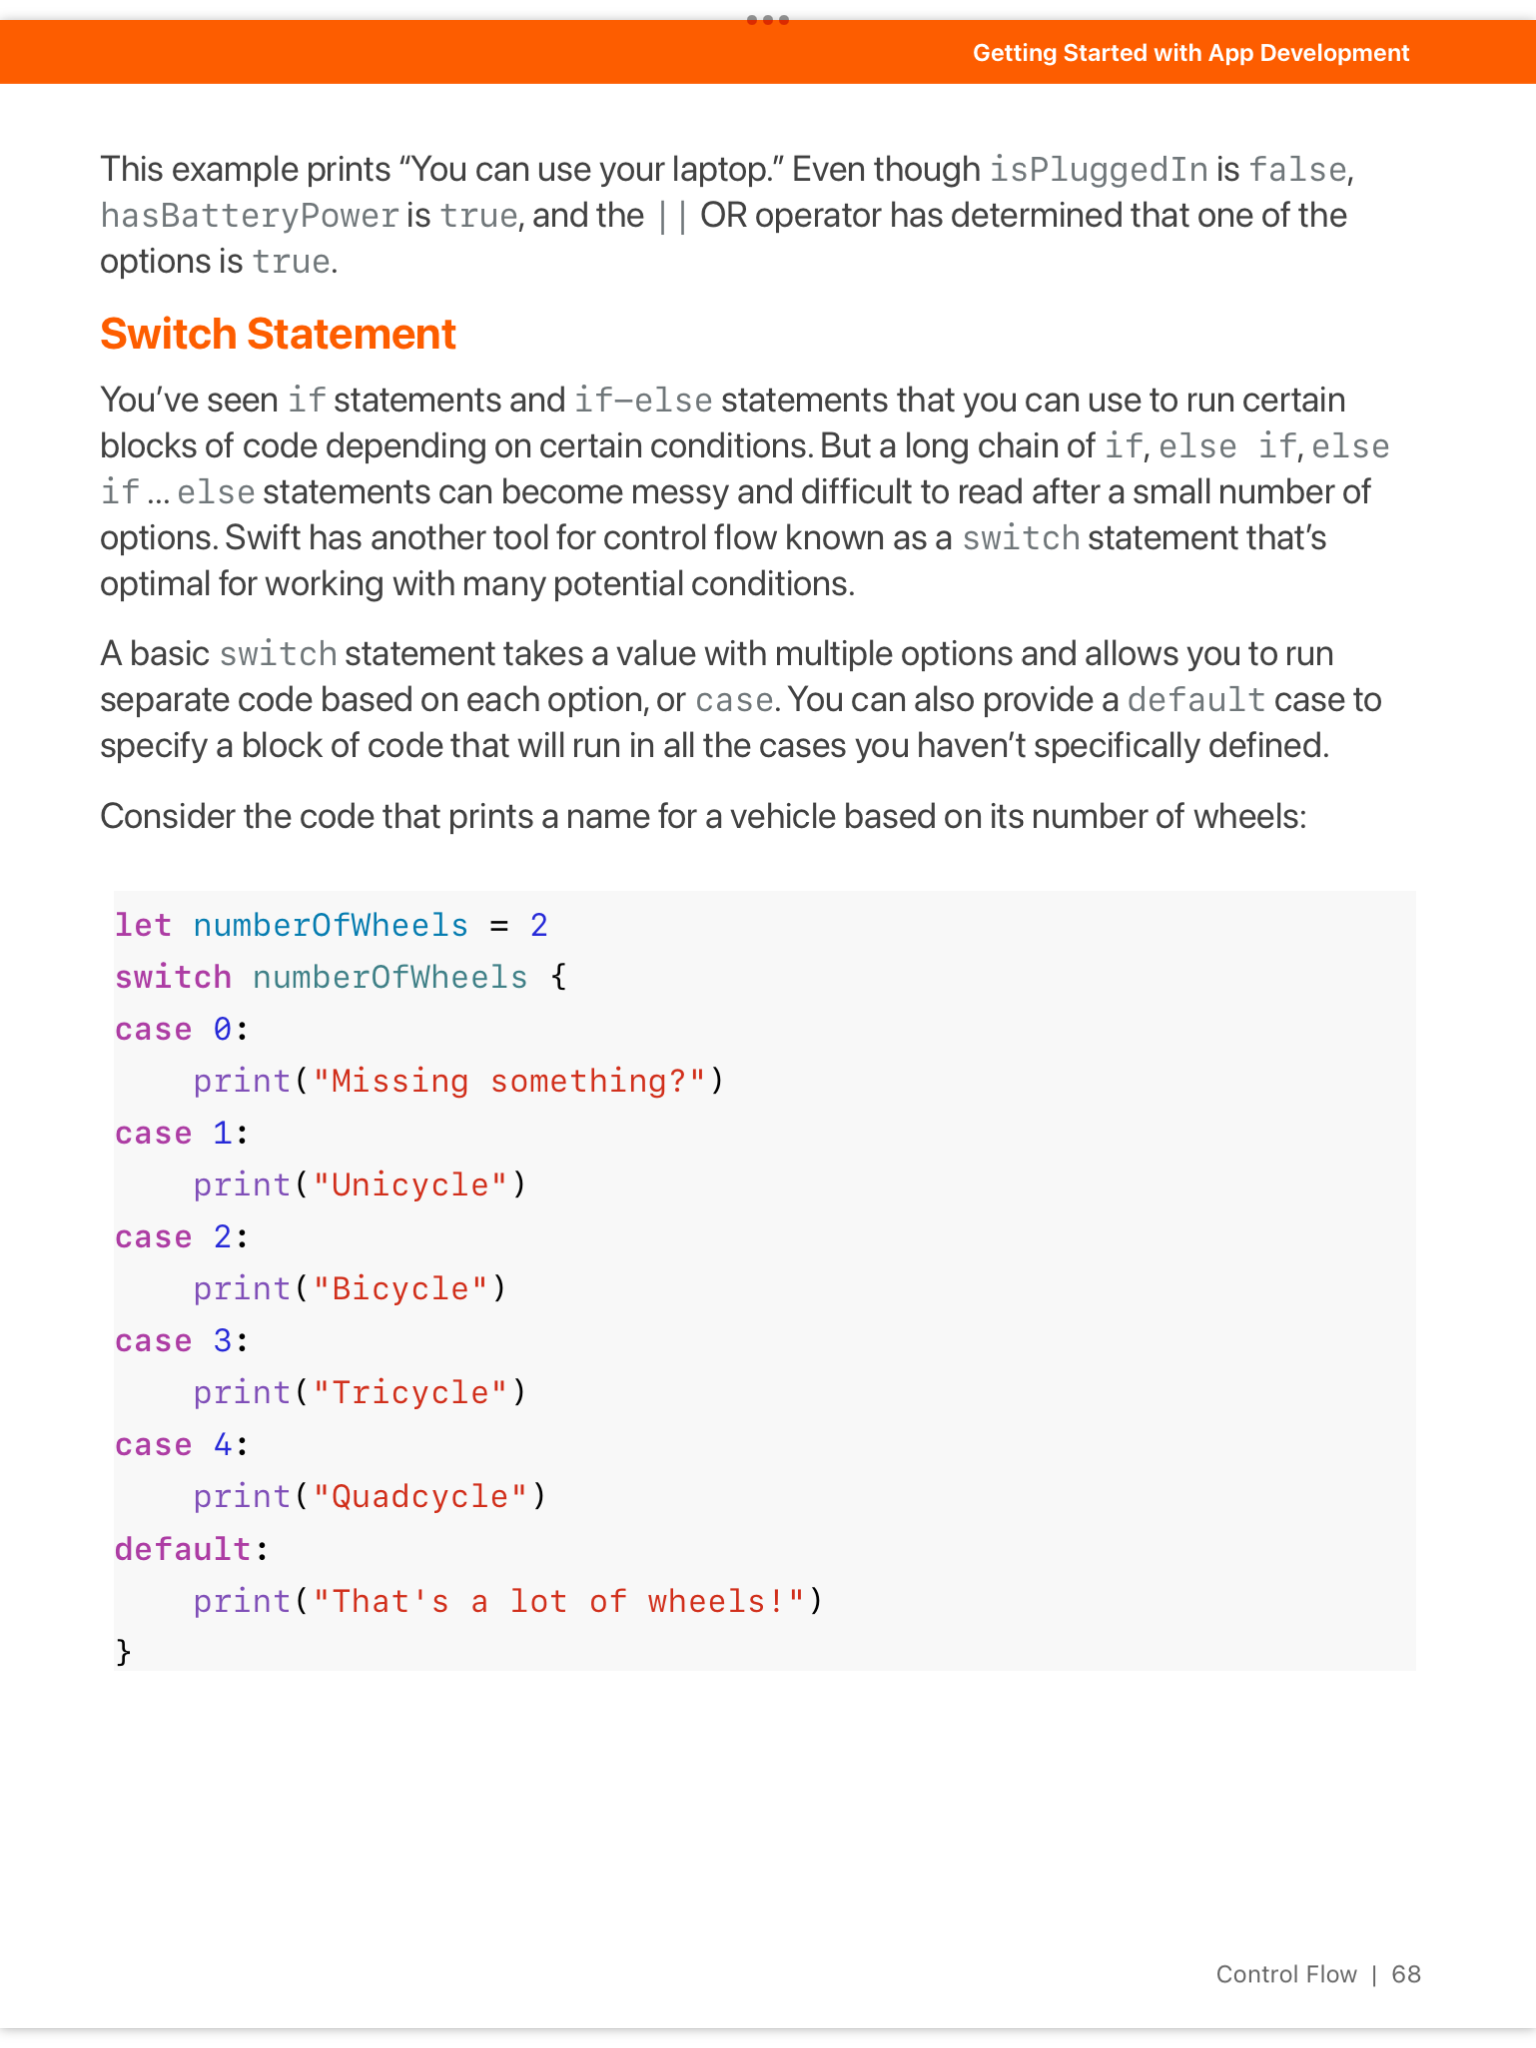 Getting Started with App Development
This example prints “You can use your laptop.” Even though isPluggedIn is false,
hasBatteryPower is true, and the || OR operator has determined that one of the
options is true.
Switch Statement
You’ve seen if statements and if-else statements that you can use to run certain
blocks of code depending on certain conditions. But a long chain of if, else if, else
if … else statements can become messy and difficult to read after a small number of
options. Swift has another tool for control flow known as a switch statement that’s
optimal for working with many potential conditions.
A basic switch statement takes a value with multiple options and allows you to run
separate code based on each option, or case. You can also provide a default case to
specify a block of code that will run in all the cases you haven’t specifically defined.
Consider the code that prints a name for a vehicle based on its number of wheels:
let numberOfWheels = 2
switch numberOfWheels {
case 0:
    print("Missing something?")
case 1:
    print("Unicycle")
case 2:
    print("Bicycle")
case 3:
    print("Tricycle")
case 4:
    print("Quadcycle")
default:
    print("That's a lot of wheels!")
}
Control Flow | 68